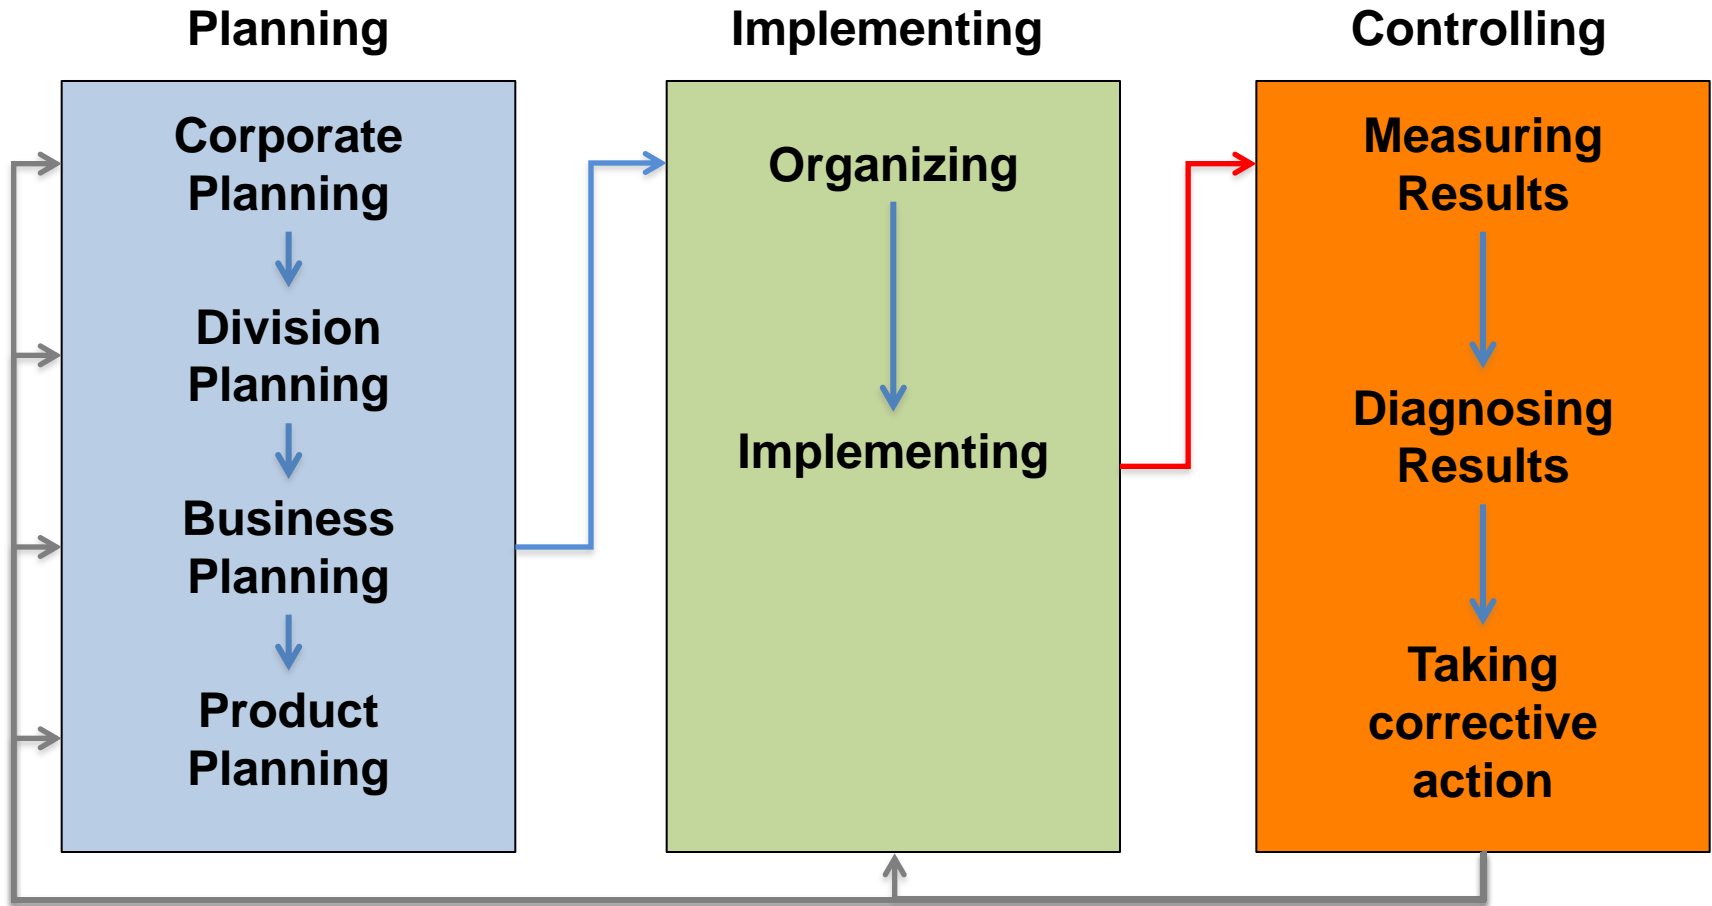 Planning
Implementing
Controlling
Corporate
Planning
Division
Planning
Business
Planning
Product
Planning
Organizing
Implementing
Measuring
Results
Diagnosing
Results
Taking
corrective
action